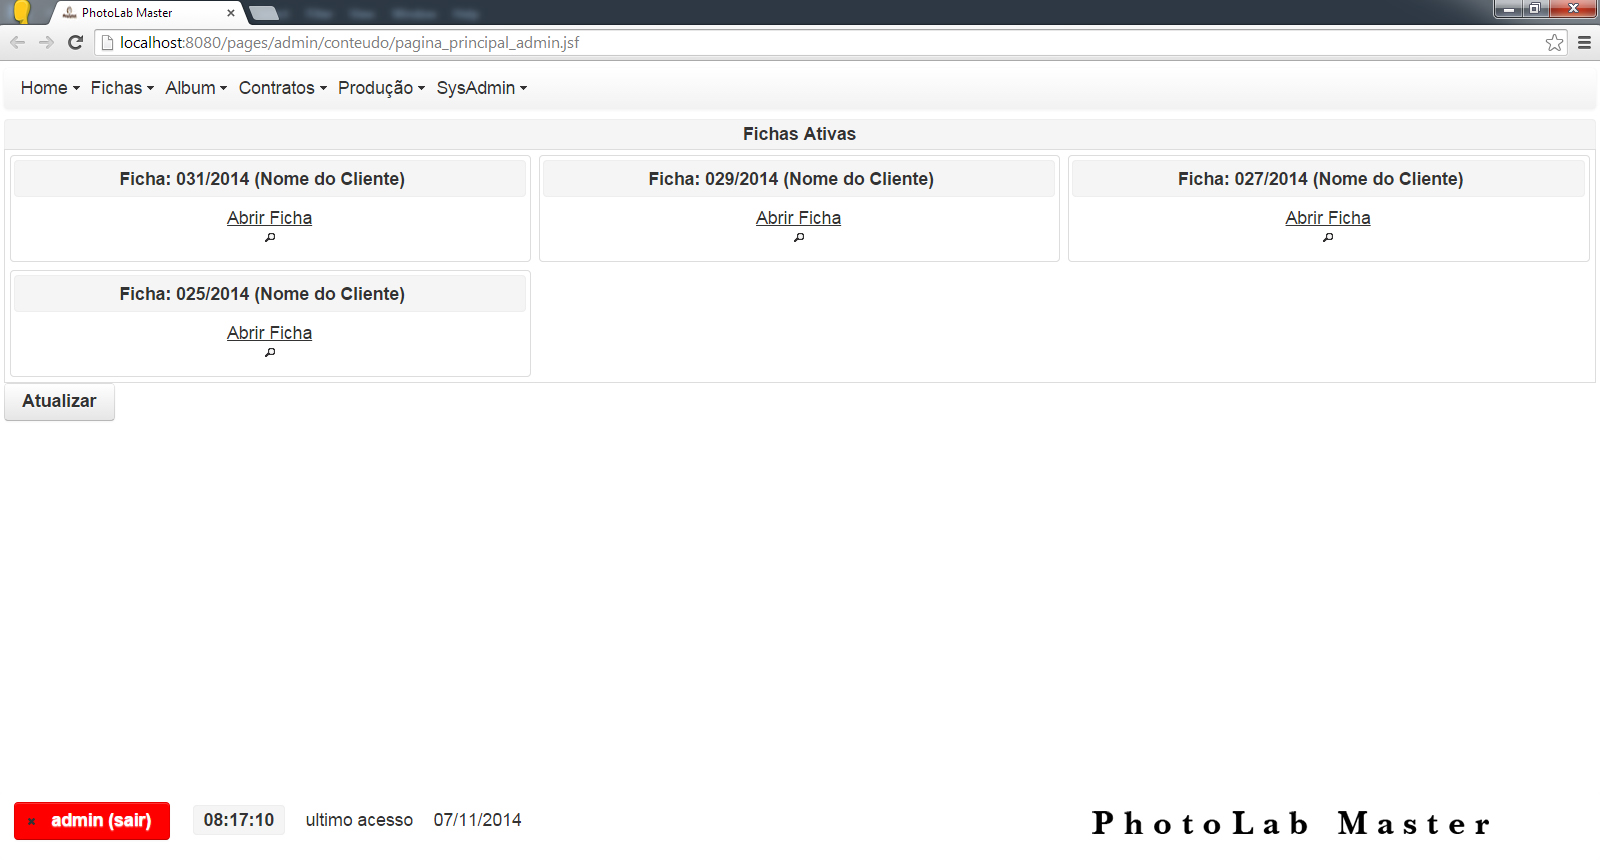 PhotoLab Master
localhost:8080/pages/admin/conteudo/pagina_principal_admin.jsf
Home Fichas Album Contratos Produção SysAdmin
Fichas Ativas
Ficha: 031/2014 (Nome do Cliente) Ficha: 029/2014 (Nome do Cliente) Ficha: 027/2014 (Nome do Cliente)
Abrir Ficha Abrir Ficha Abrir Ficha
Ficha: 025/2014 (Nome do Cliente)
Abrir Ficha
Atualizar
admin (sair) 08:17:10 ultimo acesso 07/11/2014 PhotoLab Master